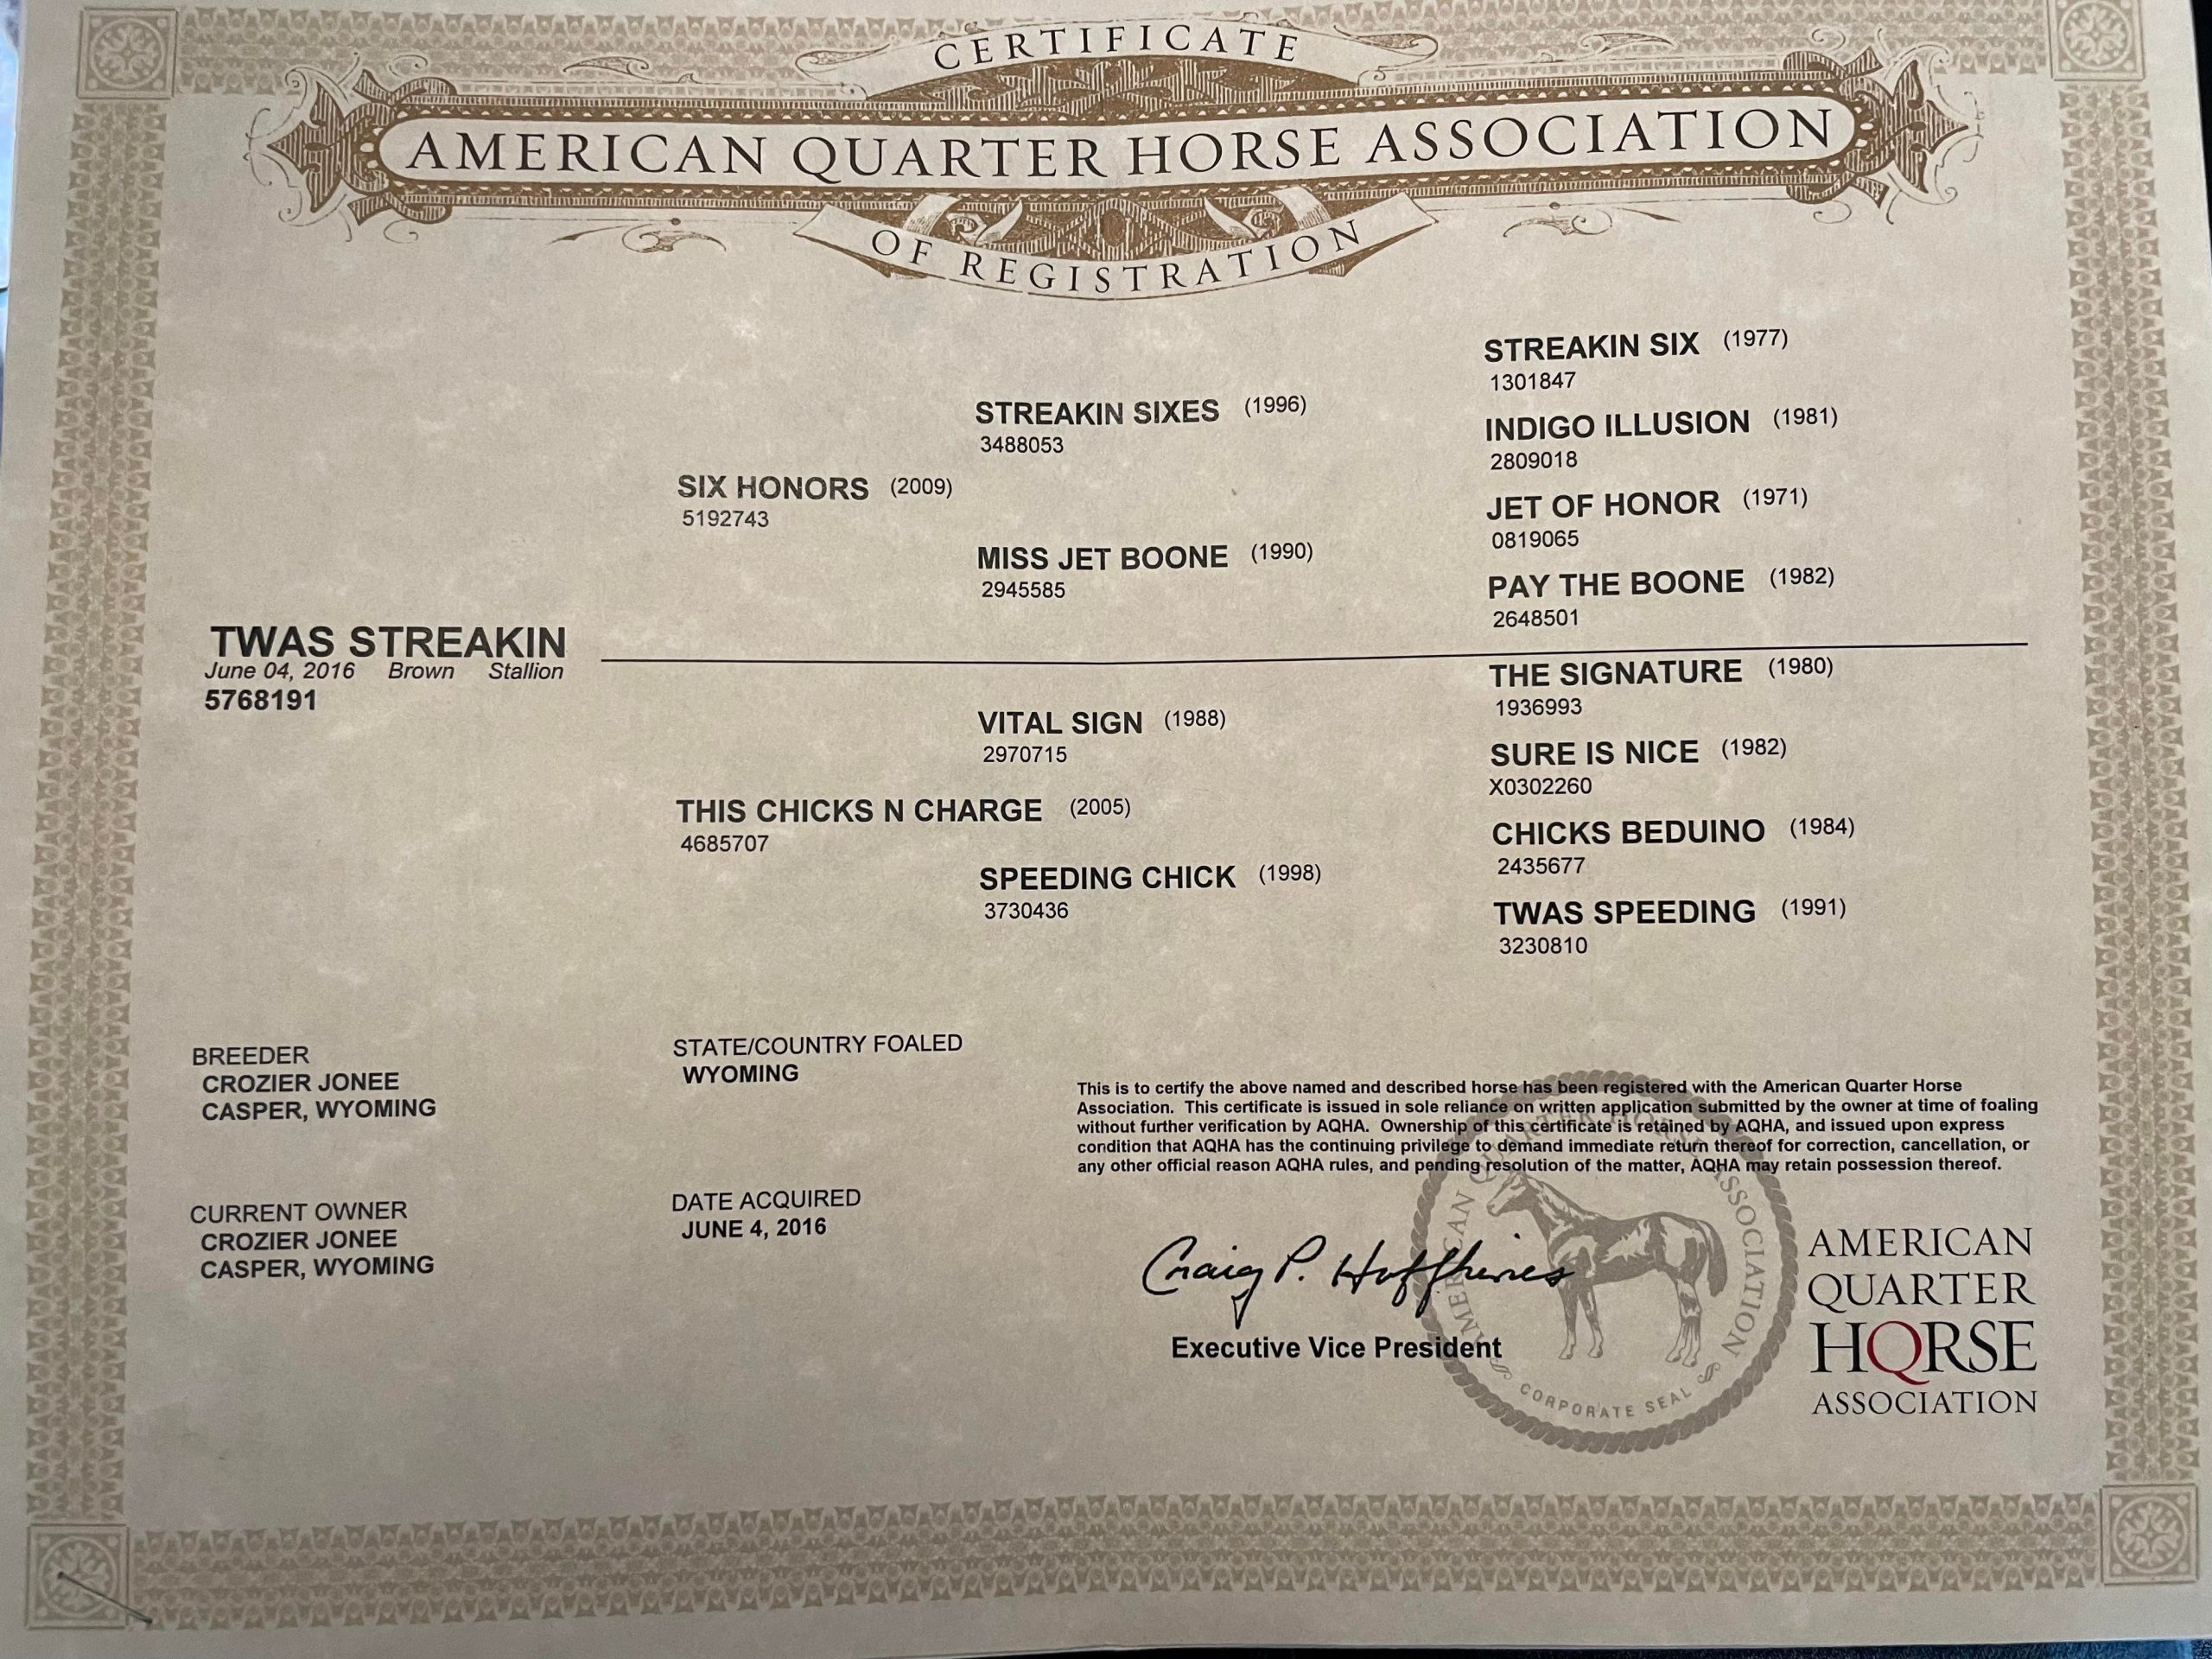 CERTIFICATE
AMERICAN QUARTER HORSE ASSOCIATION
OF REGISTRATION
STREAKIN SIX (1977)
1301847
STREAKIN SIXES (1996)
3488053
INDIGO ILLUSION (1981)
2809018
SIX HONORS (2009)
5192743
JET OF HONOR (1971)
0819065
MISS JET BOONE (1990)
2945585
PAY THE BOONE (1982)
2648501
TWAS STREAKIN
June 04, 2016 Brown Stallion
5768191
THE SIGNATURE (1980)
1936993
VITAL SIGN (1988)
2970715
SURE IS NICE (1982)
X0302260
THIS CHICKS N CHARGE (2005)
4685707
CHICKS BEDUINO (1984)
2435677
SPEEDING CHICK (1998)
3730436
TWAS SPEEDING (1991)
3230810
BREEDER
CROZIER JONEE
CASPER, WYOMING
STATE/COUNTRY FOALED
WYOMING
This is to certify the above named and described horse has been registered with the American Quarter Horse
Association. This certificate is issued in sole reliance on written application submitted by the owner at time of foaling
without further verification by AQHA. Ownership of this certificate is retained by AQHA, and issued upon express
condition that AQHA has the continuing privilege to demand immediate return thereof for correction, cancellation, or
any other official reason AQHA rules, and pending resolution of the matter, AQHA may retain possession thereof.
CURRENT OWNER
CROZIER JONEE
CASPER, WYOMING
DATE ACQUIRED
JUNE 4, 2016
Craig P. Huffhines
Executive Vice President
AMERICAN QUARTER HORSE ASSOCIATION
CORPORATE SEAL
AMERICAN
QUARTER
HQRSE
ASSOCIATION